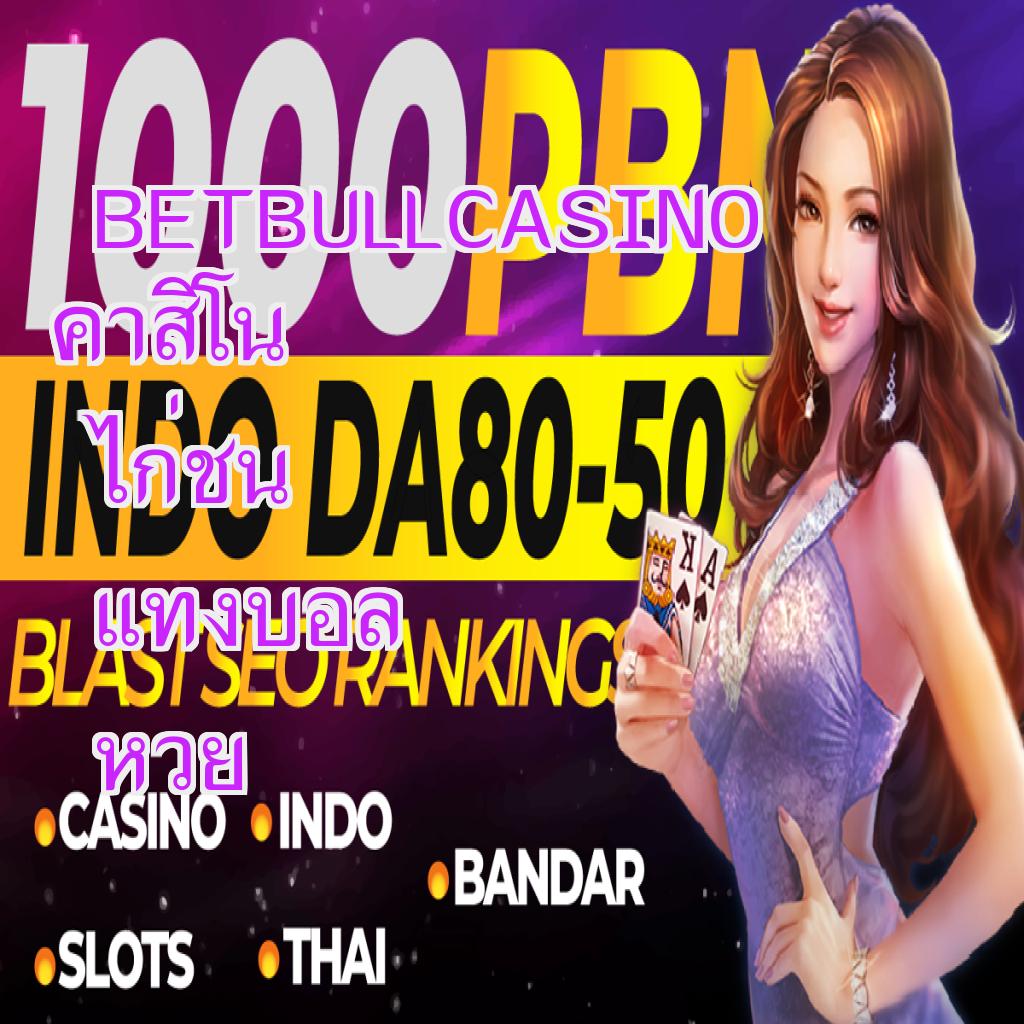 1000PBN
BETBULLCASINO
คาสิโน
INDO DA80-50
ไก่ชน
แทงบอล
BLAST SEO RANKINGS
หวย
CASINO
INDO
BANDAR
SLOTS
THAI
K
A